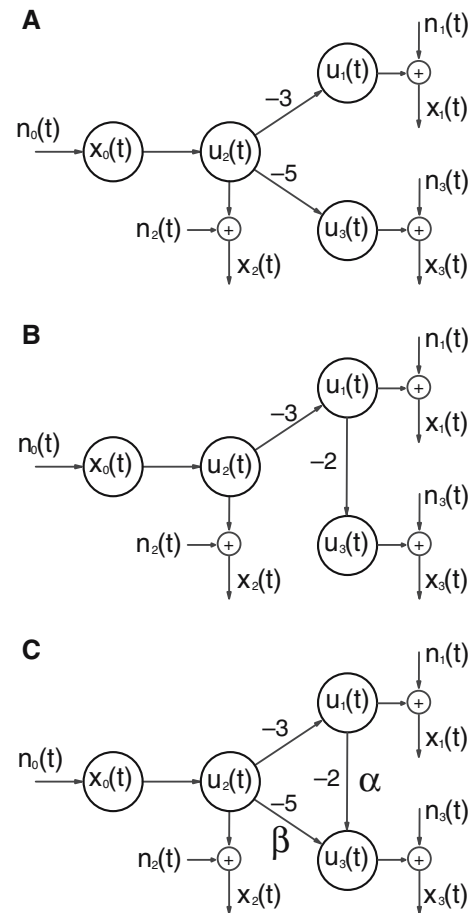 A
n₁(t)
u₁(t)
+
x₁(t)
–3
n₀(t)
x₀(t)
u₂(t)
–5
n₃(t)
n₂(t)
+
u₃(t)
+
x₂(t)
x₃(t)
B
n₁(t)
u₁(t)
+
x₁(t)
–3
n₀(t)
x₀(t)
u₂(t)
–2
n₃(t)
n₂(t)
+
u₃(t)
+
x₂(t)
x₃(t)
C
n₁(t)
u₁(t)
+
x₁(t)
–3
n₀(t)
x₀(t)
u₂(t)
–2
α
–5
β
n₃(t)
n₂(t)
+
u₃(t)
+
x₂(t)
x₃(t)